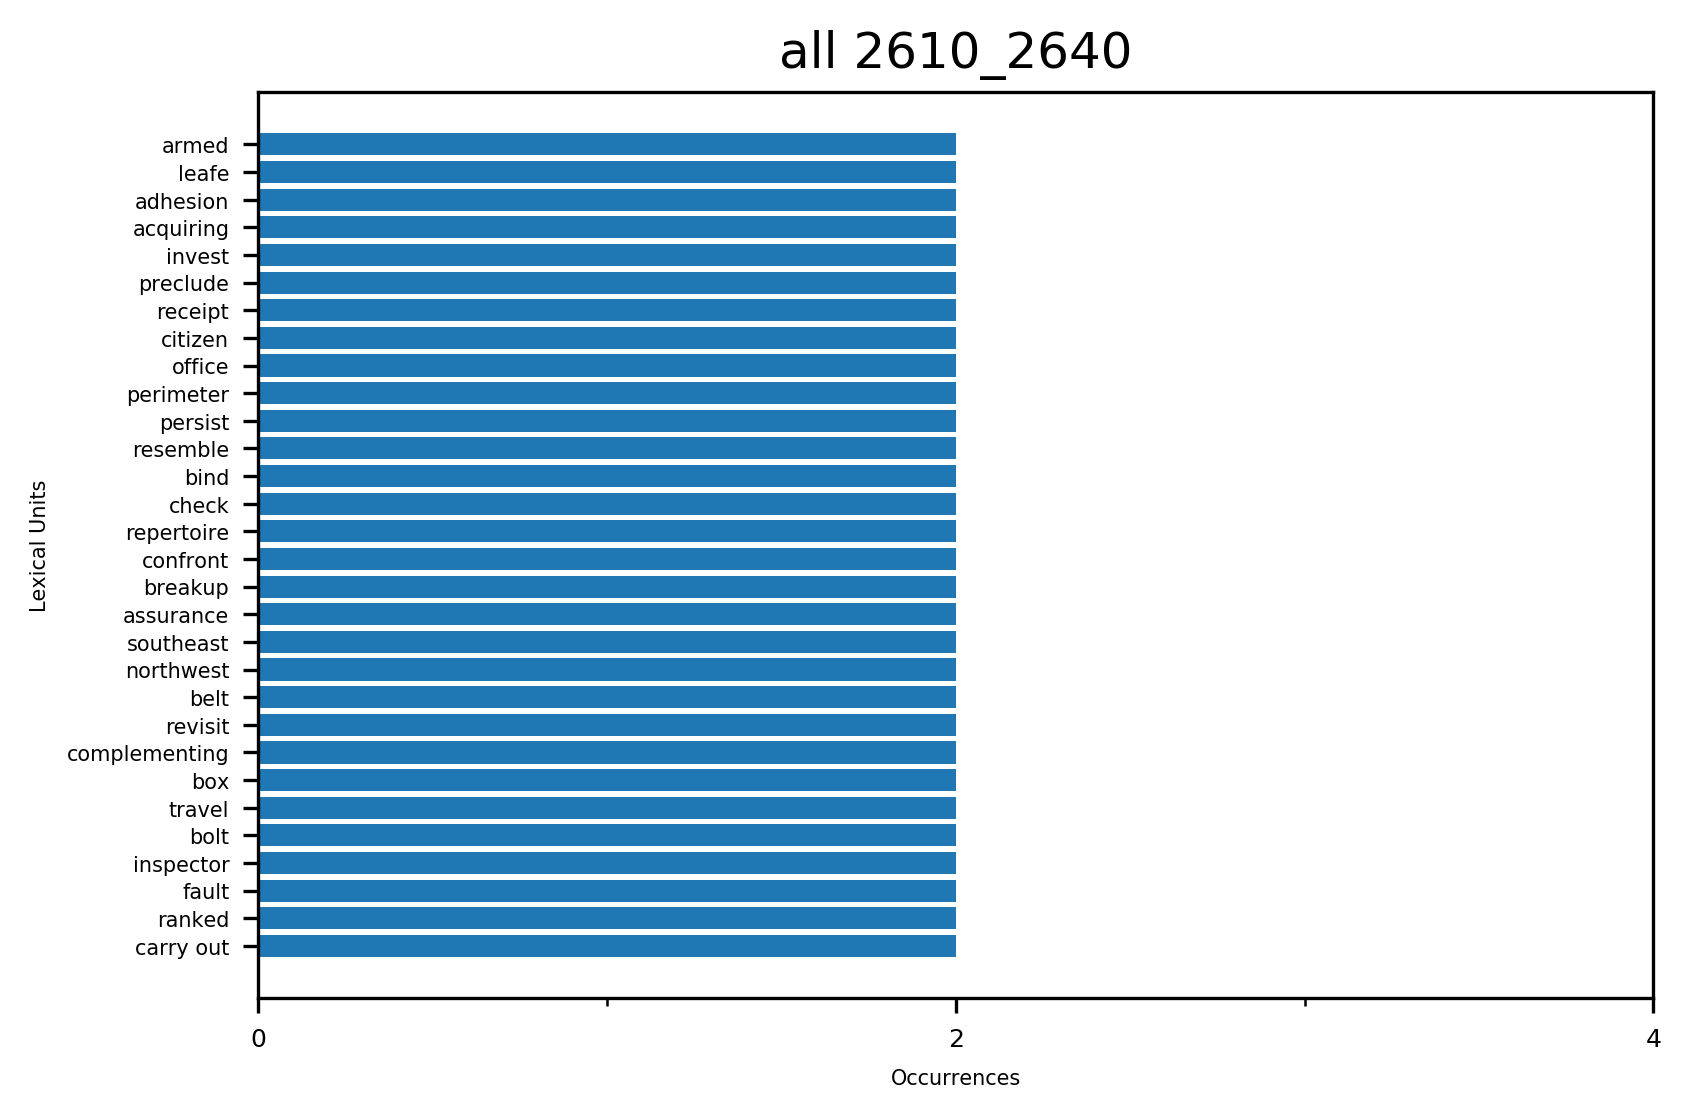 all 2610_2640
armed
leafe
adhesion
acquiring
invest
preclude
receipt
citizen
office
perimeter
persist
resemble
bind
check
repertoire
confront
breakup
assurance
southeast
northwest
belt
revisit
complementing
box
travel
bolt
inspector
fault
ranked
carry out
Lexical Units
0 2 4
Occurrences